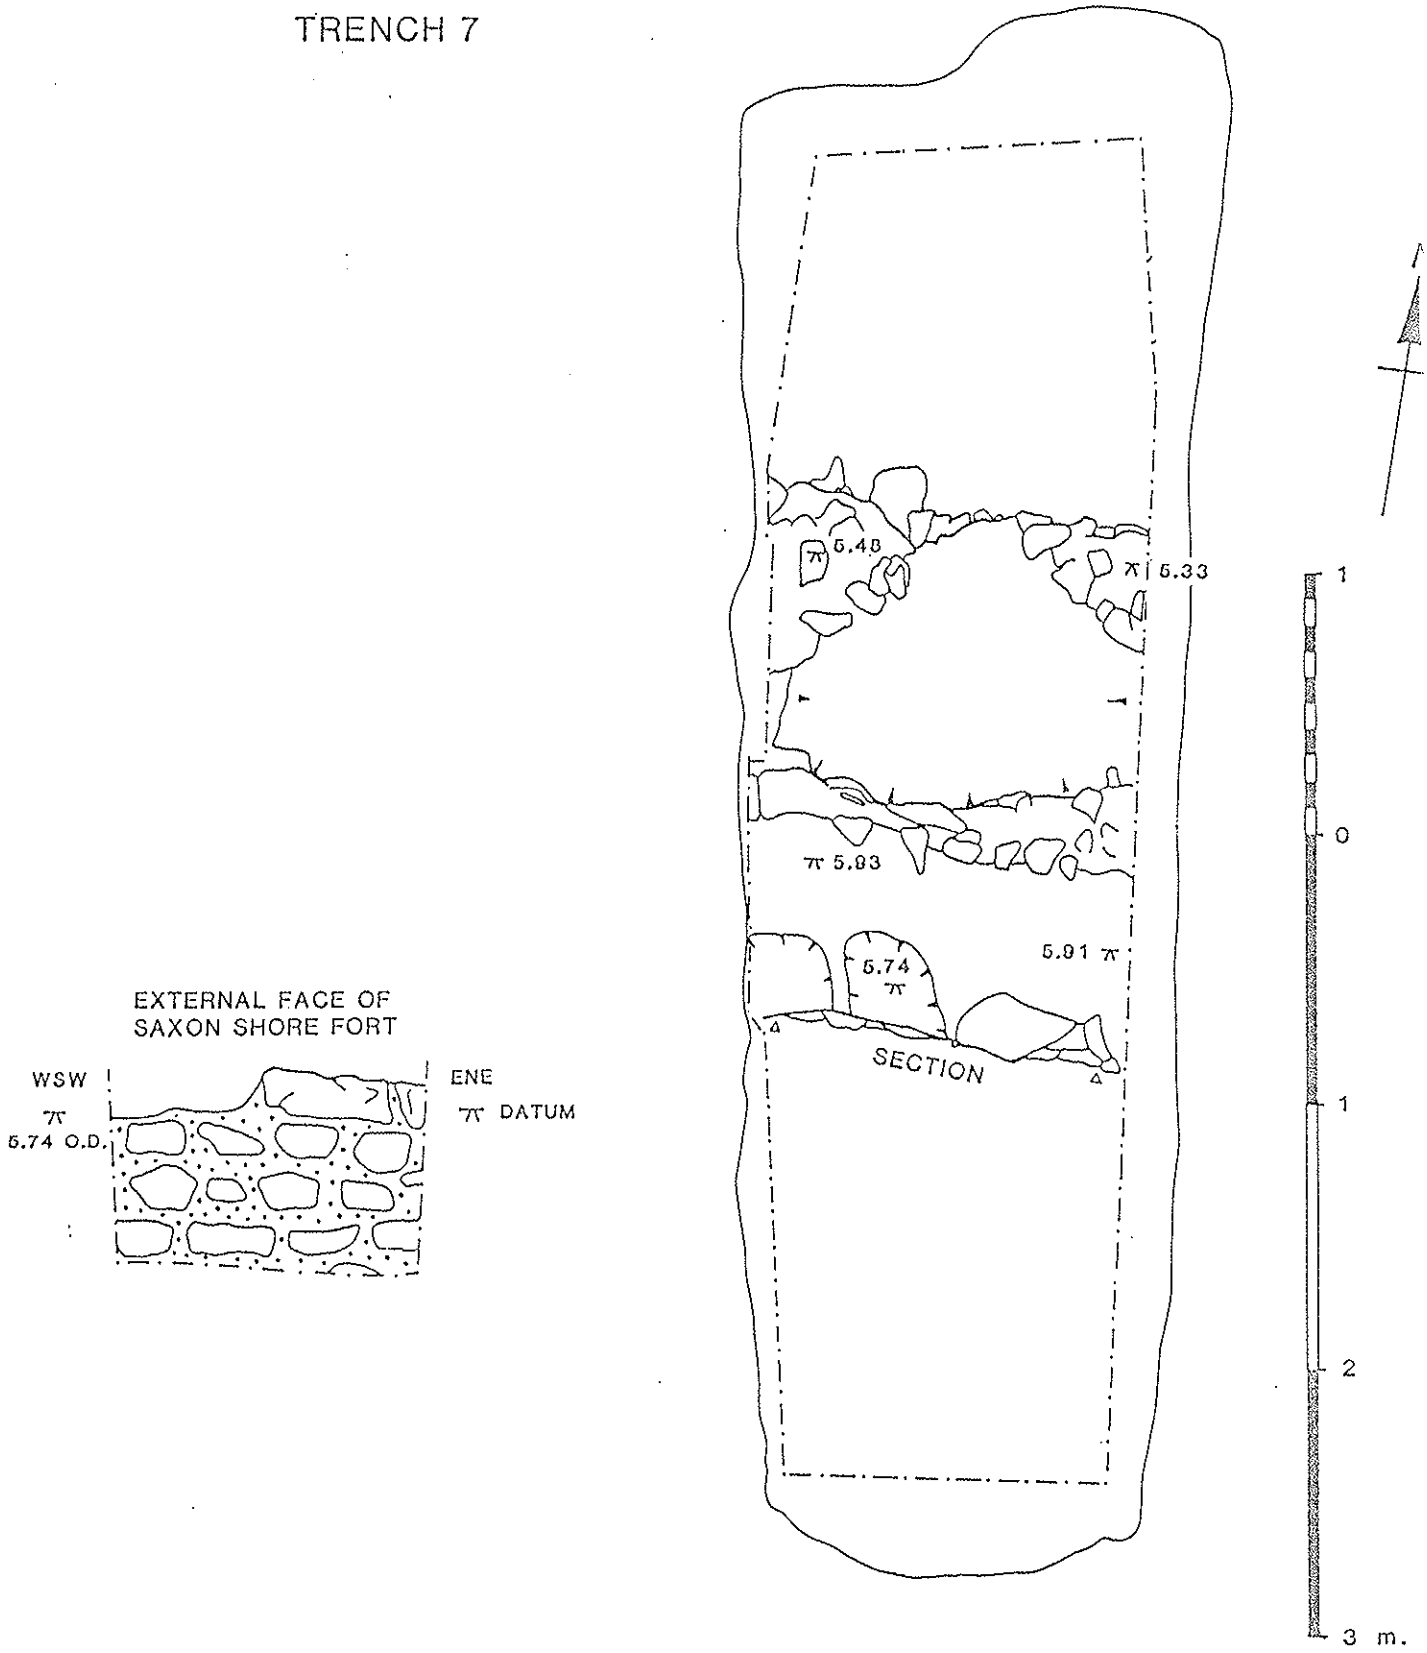 TRENCH 7
5.48
5.33
1
0
5.93
5.91
5.74
SECTION
EXTERNAL FACE OF
SAXON SHORE FORT
WSW
ENE
DATUM
5.74 O.D.
1
2
3 m.